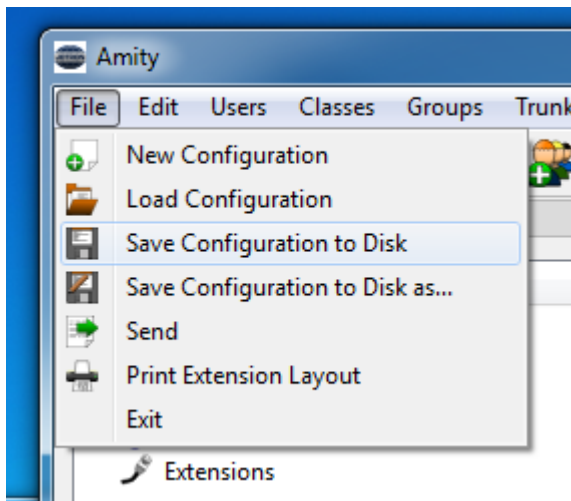 Amity
File Edit Users Classes Groups Trunk
New Configuration
Load Configuration
Save Configuration to Disk
Save Configuration to Disk as...
Send
Print Extension Layout
Exit
Extensions